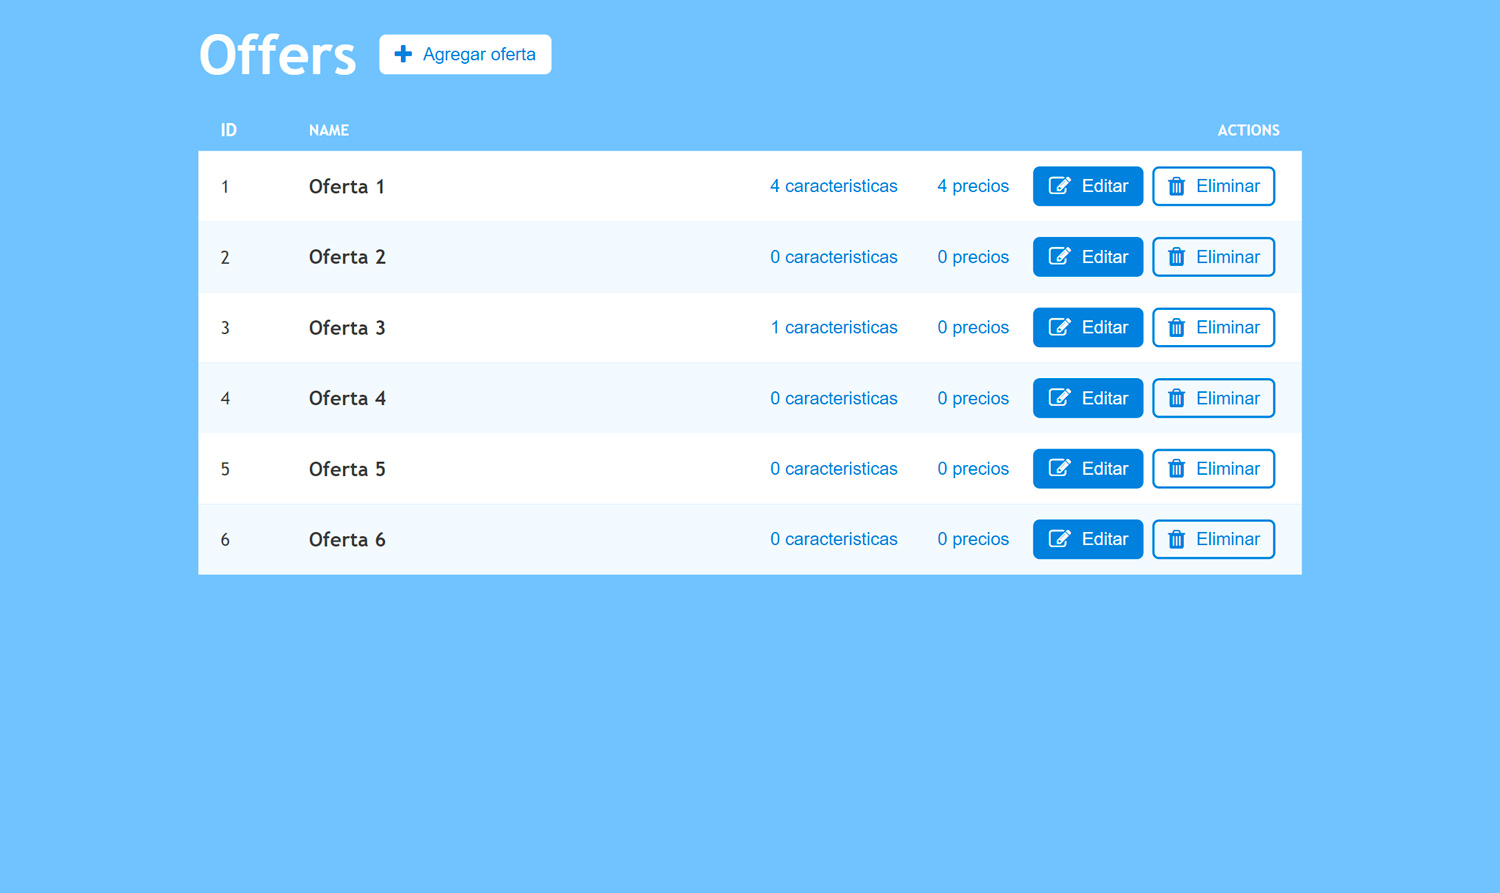 Offers Agregar oferta
ID NAME ACTIONS
1 Oferta 1 4 caracteristicas 4 precios Editar Eliminar
2 Oferta 2 0 caracteristicas 0 precios Editar Eliminar
3 Oferta 3 1 caracteristicas 0 precios Editar Eliminar
4 Oferta 4 0 caracteristicas 0 precios Editar Eliminar
5 Oferta 5 0 caracteristicas 0 precios Editar Eliminar
6 Oferta 6 0 caracteristicas 0 precios Editar Eliminar